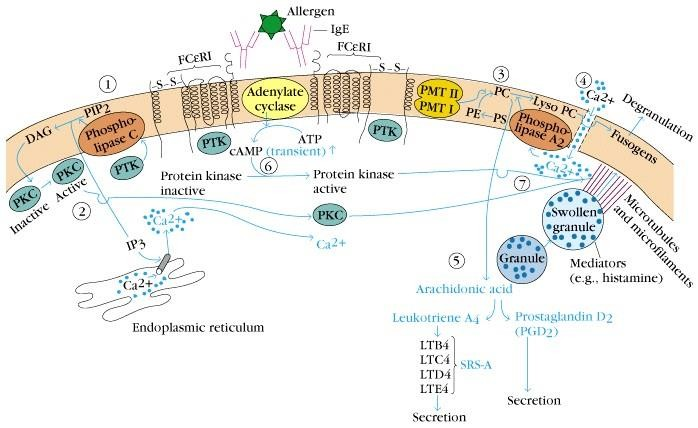 Allergen
IgE
FCεRI
FCεRI
S–S
S–S
①
PIP2
DAG
Phospho-
lipase C
PTK
PTK
PTK
Adenylate
cyclase
PMT II
PMT I
③
PC
Lyso PC
PE
PS
Phospho-
lipase A2
④
Ca2+
Degranulation
Fusogens
Ca2+
cAMP (transient) ↑
ATP
⑥
PKC
Inactive
PKC
Active
②
Protein kinase
inactive
Protein kinase
active
⑦
PKC
Ca2+
Ca2+
IP3
Ca2+
Endoplasmic reticulum
Swollen
granule
Granule
Microtubules
and microfilaments
Mediators
(e.g., histamine)
⑤
Arachidonic acid
Leukotriene A4
Prostaglandin D2
(PGD2)
LTB4
LTC4
LTD4
LTE4
SRS-A
Secretion
Secretion